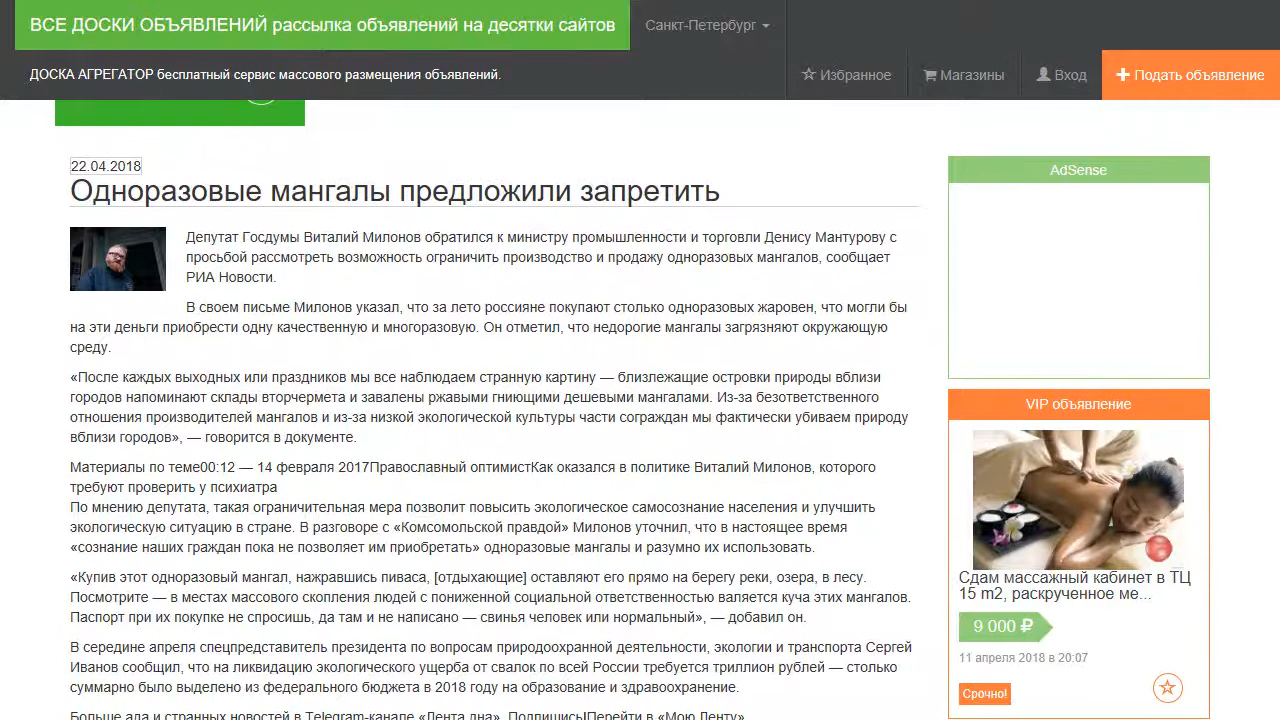 ВСЕ ДОСКИ ОБЪЯВЛЕНИЙ рассылка объявлений на десятки сайтов
Санкт-Петербург
ДОСКА АГРЕГАТОР бесплатный сервис массового размещения объявлений.
Избранное
Магазины
Вход
Подать объявление
22.04.2018
Одноразовые мангалы предложили запретить
Депутат Госдумы Виталий Милонов обратился к министру промышленности и торговли Денису Мантурову с
просьбой рассмотреть возможность ограничить производство и продажу одноразовых мангалов, сообщает
РИА Новости.
В своем письме Милонов указал, что за лето россияне покупают столько одноразовых жаровен, что могли бы
на эти деньги приобрести одну качественную и многоразовую. Он отметил, что недорогие мангалы загрязняют окружающую
среду.
«После каждых выходных или праздников мы все наблюдаем странную картину — близлежащие островки природы вблизи
городов напоминают склады вторчермета и завалены ржавыми гниющими дешевыми мангалами. Из-за безответственного
отношения производителей мангалов и из-за низкой экологической культуры части сограждан мы фактически убиваем природу
вблизи городов», — говорится в документе.
Материалы по теме00:12 — 14 февраля 2017Православный оптимистКак оказался в политике Виталий Милонов, которого
требуют проверить у психиатра
По мнению депутата, такая ограничительная мера позволит повысить экологическое самосознание населения и улучшить
экологическую ситуацию в стране. В разговоре с «Комсомольской правдой» Милонов уточнил, что в настоящее время
«сознание наших граждан пока не позволяет им приобретать» одноразовые мангалы и разумно их использовать.
«Купив этот одноразовый мангал, нажравшись пиваса, [отдыхающие] оставляют его прямо на берегу реки, озера, в лесу.
Посмотрите — в местах массового скопления людей с пониженной социальной ответственностью валяется куча этих мангалов.
Паспорт при их покупке не спросишь, да там и не написано — свинья человек или нормальный», — добавил он.
В середине апреля спецпредставитель президента по вопросам природоохранной деятельности, экологии и транспорта Сергей
Иванов сообщил, что на ликвидацию экологического ущерба от свалок по всей России требуется триллион рублей — столько
суммарно было выделено из федерального бюджета в 2018 году на образование и здравоохранение.
Больше ада и странных новостей в Telegram-канале «Лента дна». Подпишись!Перейти в «Мою Ленту»
AdSense
VIP объявление
Сдам массажный кабинет в ТЦ
15 m2, раскрученное ме...
9 000 ₽
11 апреля 2018 в 20:07
Срочно!